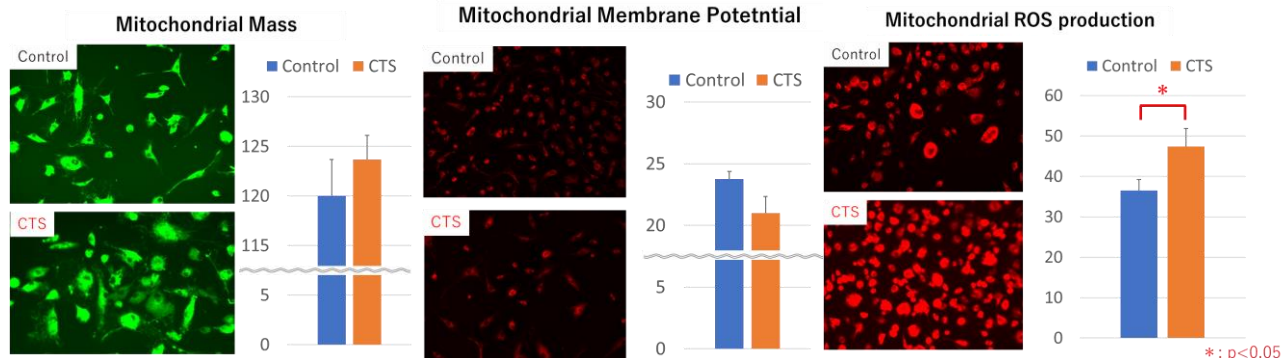 Mitochondrial Mass
Control
CTS
Control CTS
130
125
120
115
5
0
Mitochondrial Membrane Potetntial
Control
CTS
Control CTS
30
25
20
5
0
Mitochondrial ROS production
Control
CTS
Control CTS
60
50
40
30
20
10
0
*
*: p<0.05